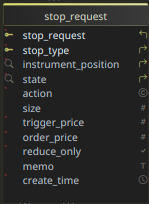 stop_request
stop_request
stop_type
instrument_position
state
action
size
trigger_price
order_price
reduce_only
memo
create_time